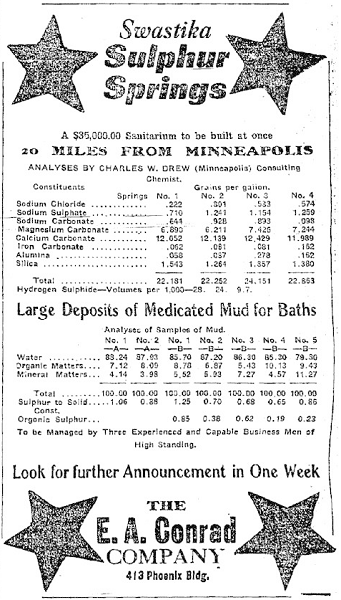 Swastika
Sulphur
Springs
A $35,000.00 Sanitarium to be built at once
20 MILES FROM MINNEAPOLIS
ANALYSES BY CHARLES W. DREW (Minneapolis) Consulting
Chemist.
Constituents Grains per gallon.
Springs No. 1 No. 2 No. 3 No. 4
Sodium Chloride .222 .533 .574
Sodium Sulphate .710 1.241 1.154 1.259
Sodium Carbonate .644 .928 .893 .098
Magnesium Carbonate 6.890 6.211 7.425 7.244
Calcium Carbonate 12.052 12.139 12.429 11.989
Iron Carbonate .062 .081 .081 .162
Alumina .058 .087 .278 .162
Silica 1.543 1.264 1.357 1.380
Total 22.181 22.252 24.151 22.863
Hydrogen Sulphide—Volumes per 1,000—28. 24. 9.7.
Large Deposits of Medicated Mud for Baths
Analyses of Samples of Mud.
No. 1 No. 2 No. 1 No. 2 No. 3 No. 4 No. 5
—A— —A— —B— —B— —B— —B— —B—
Water 83.24 87.93 85.70 87.20 86.30 85.30 79.30
Organic Matters 7.12 8.09 8.78 6.87 5.43 10.13 9.43
Mineral Matters 4.14 3.98 5.52 5.93 7.27 4.57 11.27
Total 100.00 100.00 100.00 100.00 100.00 100.00 100.00
Sulphur to Solid 1.06 0.86 1.25 0.70 0.68 0.65 0.86
Const.
Organic Sulphur 0.85 0.38 0.62 0.19 0.23
To be Managed by Three Experienced and Capable Business Men of
High Standing.
Look for further Announcement in One Week
THE
E. A. Conrad
COMPANY
413 Phoenix Bldg.